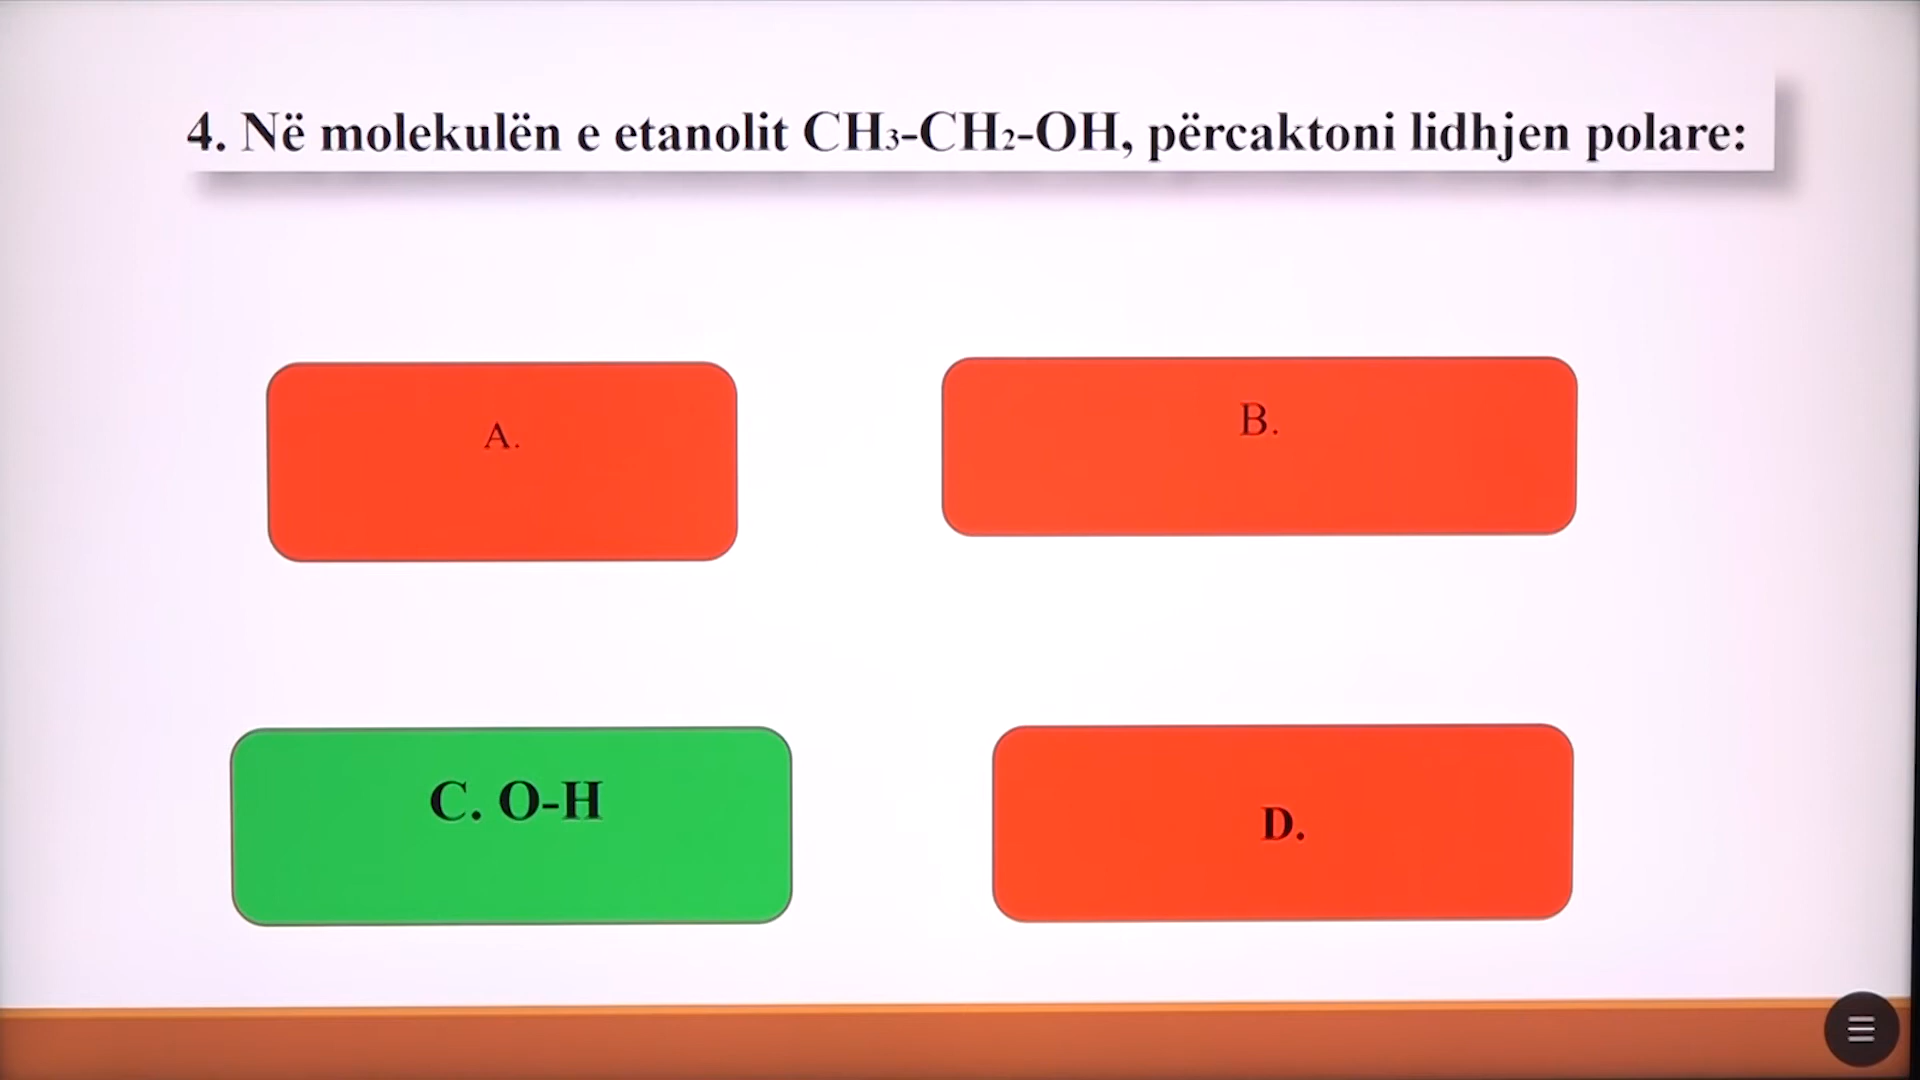 4. Në molekulën e etanolit CH₃-CH₂-OH, përcaktoni lidhjen polare:
A.
B.
C. O-H
D.